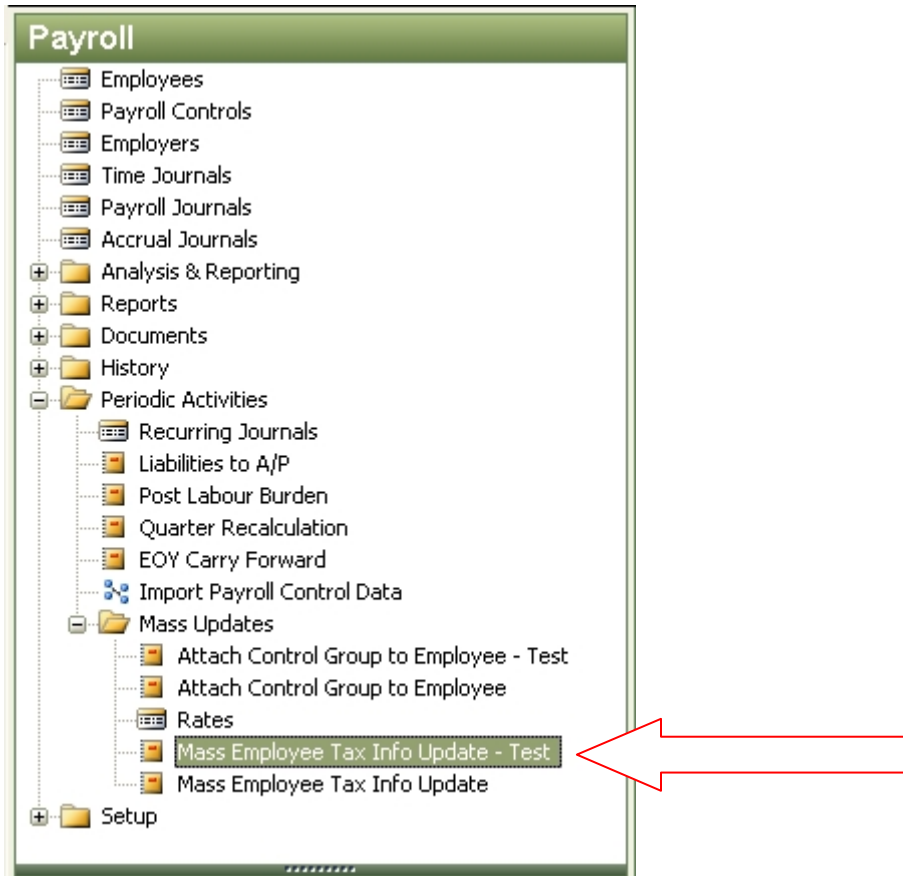 Payroll
Employees
Payroll Controls
Employers
Time Journals
Payroll Journals
Accrual Journals
Analysis & Reporting
Reports
Documents
History
Periodic Activities
Recurring Journals
Liabilities to A/P
Post Labour Burden
Quarter Recalculation
EOY Carry Forward
Import Payroll Control Data
Mass Updates
Attach Control Group to Employee - Test
Attach Control Group to Employee
Rates
Mass Employee Tax Info Update - Test
Mass Employee Tax Info Update
Setup